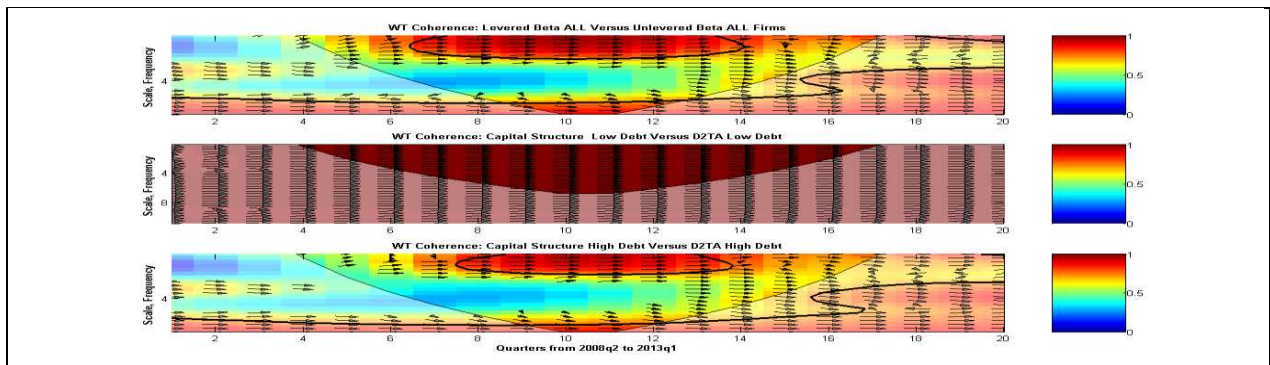 WT Coherence: Levered Beta ALL Versus Unlevered Beta ALL Firms
Scale, Frequency
4
2 4 6 8 10 12 14 16 18 20
1
0.5
0
WT Coherence: Capital Structure Low Debt Versus D2TA Low Debt
Scale, Frequency
4
8
2 4 6 8 10 12 14 16 18 20
1
0.5
0
WT Coherence: Capital Structure High Debt Versus D2TA High Debt
Scale, Frequency
4
2 4 6 8 10 12 14 16 18 20
1
0.5
0
Quarters from 2008q2 to 2013q1